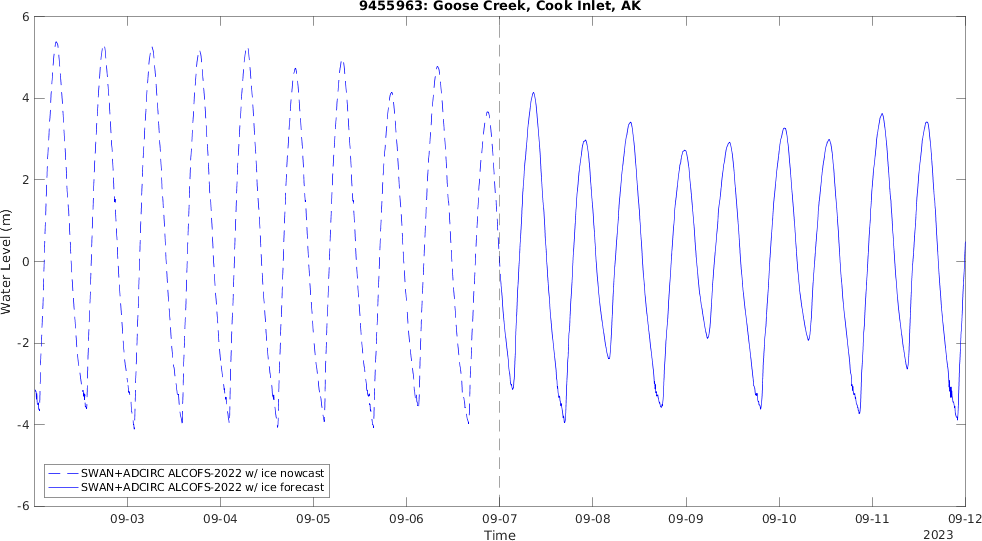 9455963: Goose Creek, Cook Inlet, AK
6
4
2
0
-2
-4
-6
Water Level (m)
SWAN+ADCIRC ALCOFS-2022 w/ ice nowcast
SWAN+ADCIRC ALCOFS-2022 w/ ice forecast
09-03 09-04 09-05 09-06 09-07 09-08 09-09 09-10 09-11 09-12
Time
2023